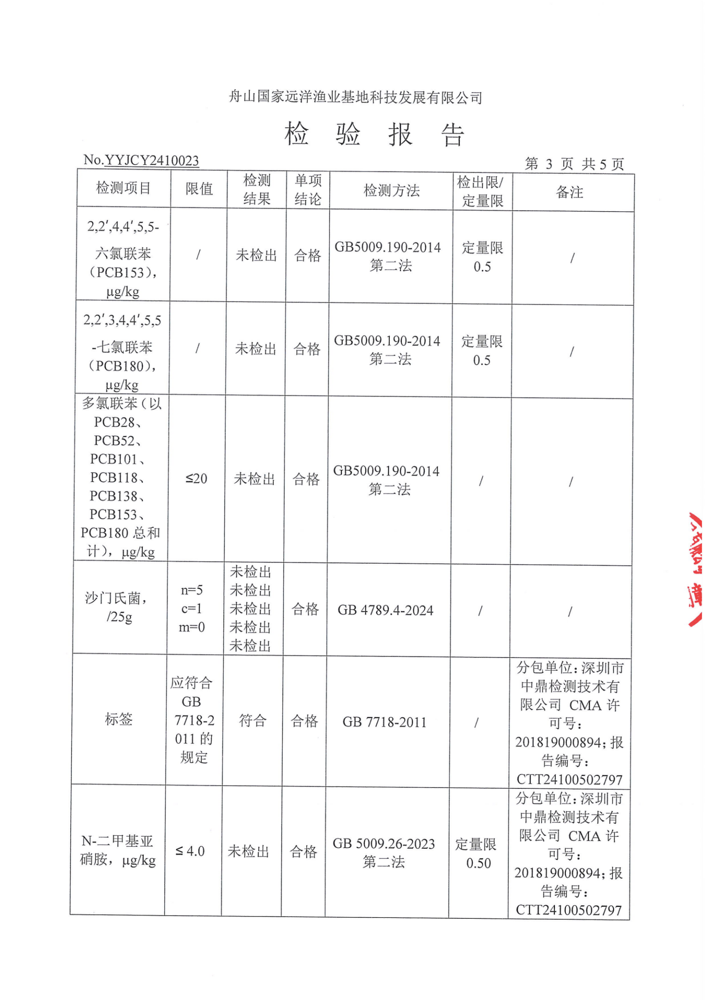 舟山国家远洋渔业基地科技发展有限公司
检 验 报 告
No.YYJCY2410023
第 3 页 共5页
检测项目
限值
检测
结果
单项
结论
检测方法
检出限/
定量限
备注
2,2′,4,4′,5,5-
六氯联苯
（PCB153），
μg/kg
/
未检出
合格
GB5009.190-2014
第二法
定量限
0.5
/
2,2′,3,4,4′,5,5
-七氯联苯
（PCB180），
μg/kg
/
未检出
合格
GB5009.190-2014
第二法
定量限
0.5
/
多氯联苯（以
PCB28、
PCB52、
PCB101、
PCB118、
PCB138、
PCB153、
PCB180 总和
计），μg/kg
≤20
未检出
合格
GB5009.190-2014
第二法
/
/
沙门氏菌，
/25g
n=5
c=1
m=0
未检出
未检出
未检出
未检出
未检出
合格
GB 4789.4-2024
/
/
标签
应符合
GB
7718-2
011 的
规定
符合
合格
GB 7718-2011
/
分包单位：深圳市
中鼎检测技术有
限公司 CMA 许
可号：
201819000894；报
告编号：
CTT24100502797
N-二甲基亚
硝胺，μg/kg
≤ 4.0
未检出
合格
GB 5009.26-2023
第二法
定量限
0.50
分包单位：深圳市
中鼎检测技术有
限公司 CMA 许
可号：
201819000894；报
告编号：
CTT24100502797